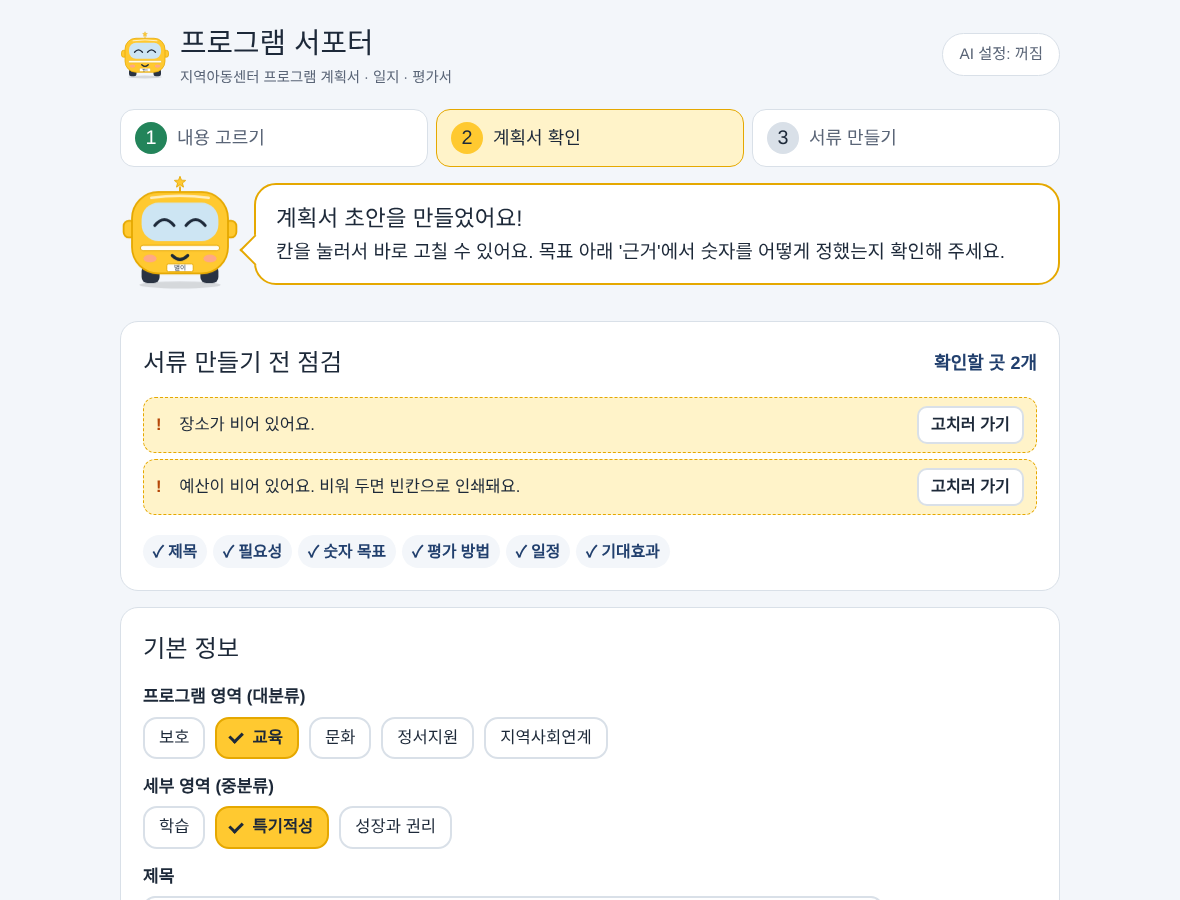 프로그램 서포터
지역아동센터 프로그램 계획서 · 일지 · 평가서
AI 설정: 꺼짐
1 내용 고르기
2 계획서 확인
3 서류 만들기
계획서 초안을 만들었어요!
칸을 눌러서 바로 고칠 수 있어요. 목표 아래 '근거'에서 숫자를 어떻게 정했는지 확인해 주세요.
서류 만들기 전 점검
확인할 곳 2개
! 장소가 비어 있어요.
고치러 가기
! 예산이 비어 있어요. 비워 두면 빈칸으로 인쇄돼요.
고치러 가기
✓ 제목 ✓ 필요성 ✓ 숫자 목표 ✓ 평가 방법 ✓ 일정 ✓ 기대효과
기본 정보
프로그램 영역 (대분류)
보호 ✓ 교육 문화 정서지원 지역사회연계
세부 영역 (중분류)
학습 ✓ 특기적성 성장과 권리
제목